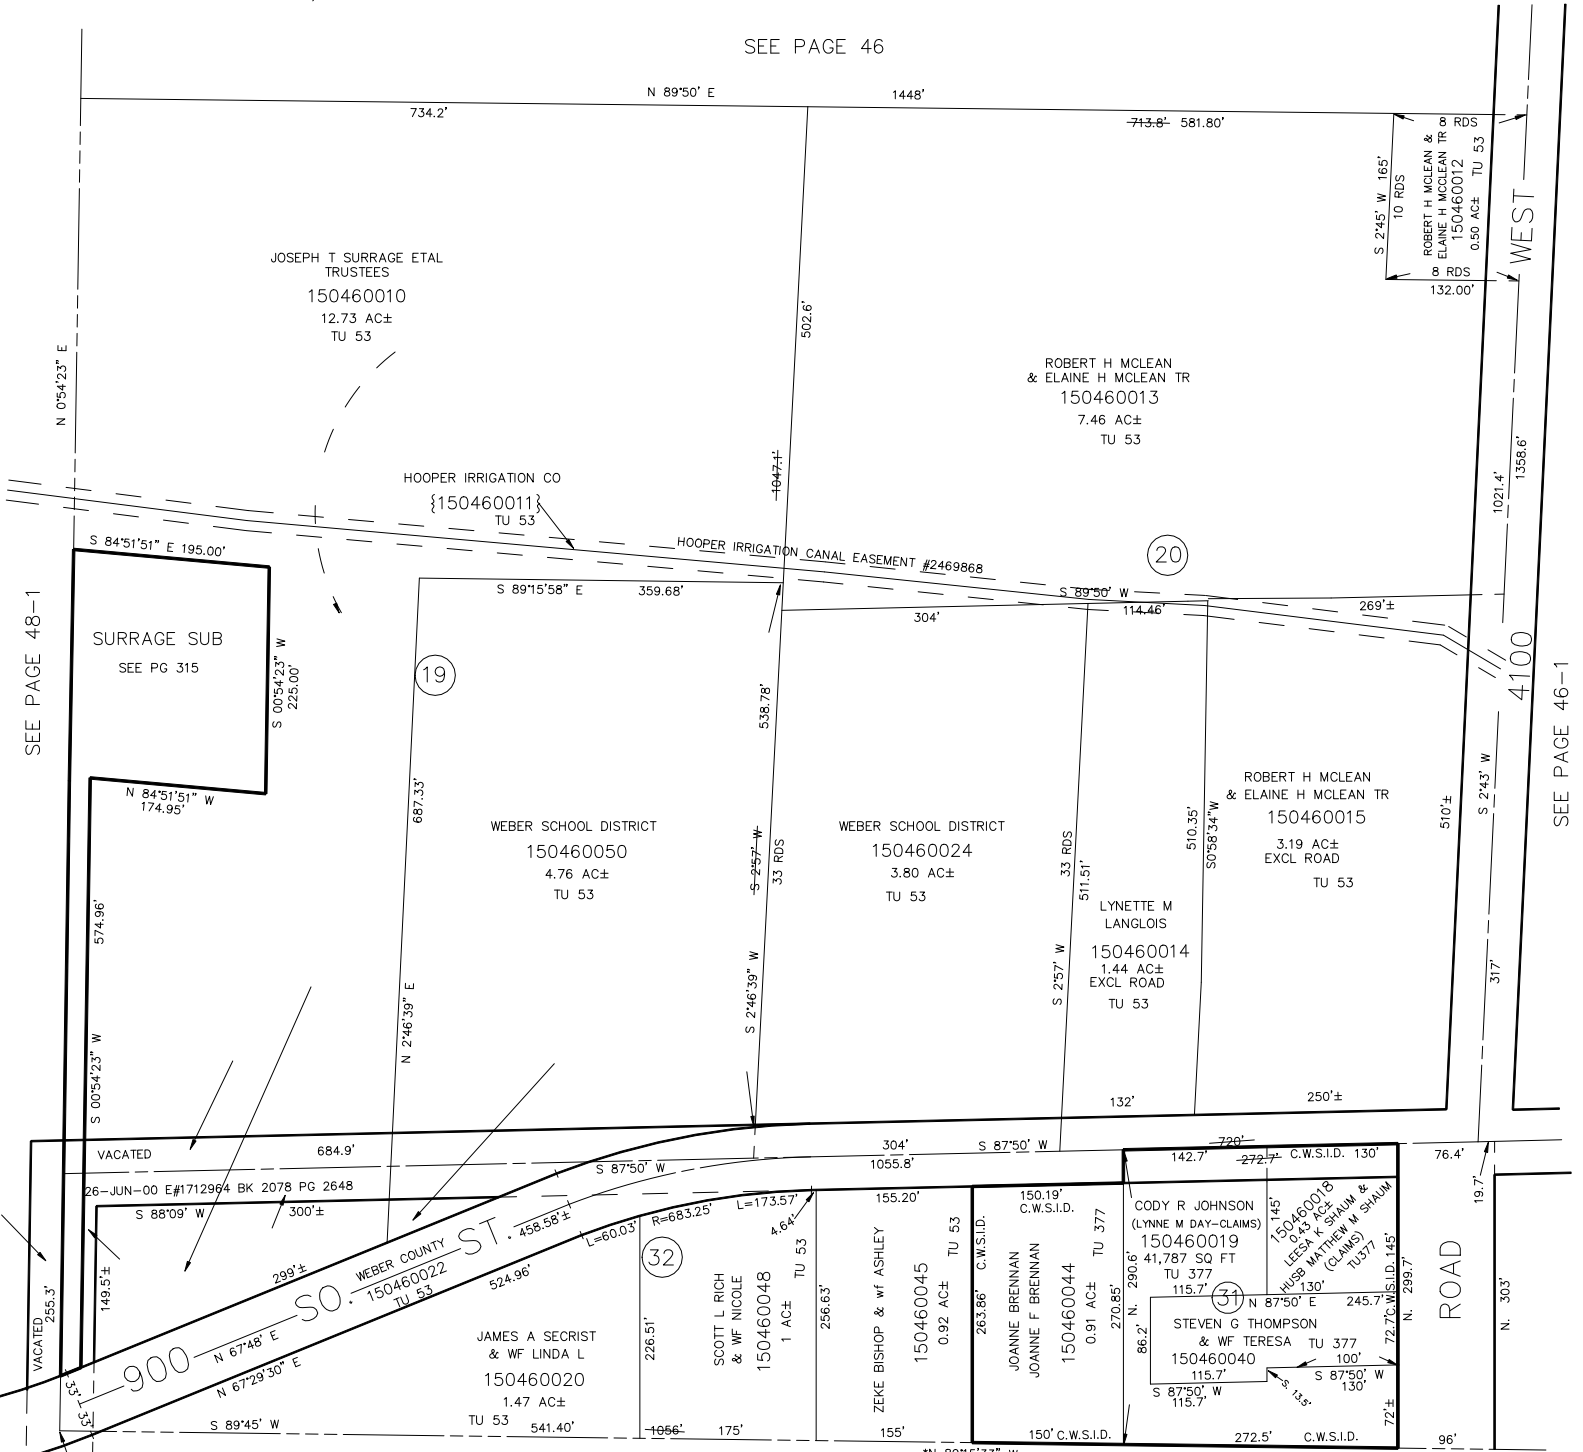 SEE PAGE 46
N 89°50' E
1448'
734.2'
713.8' 581.80'
8 RDS
S 2°45' W 165'
10 RDS
ROBERT H MCLEAN &
ELAINE H MCCLEAN TR
150460012
0.50 AC± TU 53
8 RDS
132.00'
WEST
JOSEPH T SURRAGE ETAL
TRUSTEES
150460010
12.73 AC±
TU 53
N 0°54'23" E
502.6'
1047.1'
ROBERT H MCLEAN
& ELAINE H MCLEAN TR
150460013
7.46 AC±
TU 53
1021.4'
1358.6'
HOOPER IRRIGATION CO
{150460011}
TU 53
HOOPER IRRIGATION CANAL EASEMENT #2469868
20
S 84°51'51" E 195.00'
S 89°15'58" E 359.68'
S 89°50' W
304'
114.46'
269'±
SEE PAGE 48-1
SURRAGE SUB
SEE PG 315
S 00°54'23" W
225.00'
19
538.78'
4100
SEE PAGE 46-1
N 84°51'51" W
174.95'
687.33'
WEBER SCHOOL DISTRICT
150460050
4.76 AC±
TU 53
S 2°57' W
33 RDS
WEBER SCHOOL DISTRICT
150460024
3.80 AC±
TU 53
33 RDS
511.51'
510.35'
S0°58'34"W
ROBERT H MCLEAN
& ELAINE H MCLEAN TR
150460015
3.19 AC±
EXCL ROAD
TU 53
510'±
S 2°43' W
574.96'
LYNETTE M
LANGLOIS
150460014
1.44 AC±
EXCL ROAD
TU 53
S 2°57' W
317'
S 00°54'23" W
N 2°46'39" E
S 2°46'39" W
132'
250'±
VACATED
684.9'
S 87°50' W
304'
1055.8'
S 87°50' W
720'
142.7'
272.7'
C.W.S.I.D. 130'
76.4'
26-JUN-00 E#1712964 BK 2078 PG 2648
S 88°09' W
300'±
19.7'
VACATED
255.3'
149.5'±
33'
33'
900 SO. ST.
299'±
N 67°48' E
WEBER COUNTY
150460022
TU 53
458.58'±
N 67°29'30" E
524.96'
L=60.03'
R=683.25'
L=173.57'
4.64'
32
JAMES A SECRIST
& WF LINDA L
150460020
1.47 AC±
TU 53
S 89°45' W
541.40'
226.51'
SCOTT L RICH
& WF NICOLE
150460048
1 AC±
TU 53
1056'
175'
256.63'
155.20'
ZEKE BISHOP & wf ASHLEY
150460045
0.92 AC±
TU 53
155'
263.86' C.W.S.I.D.
150.19'
C.W.S.I.D.
JOANNE BRENNAN
JOANNE F BRENNAN
150460044
0.91 AC±
TU 377
270.85'
150' C.W.S.I.D.
N. 290.6'
CODY R JOHNSON
(LYNNE M DAY-CLAIMS)
150460019
41,787 SQ FT
TU 377
115.7'
145'
150460018
0.43 AC±
LEESA K SHAUM &
HUSB MATTHEW M SHAUM
(CLAIMS)
TU377
130'
31
N 87°50' E
245.7'
86.2'
STEVEN G THOMPSON
& WF TERESA TU 377
150460040
115.7'
100'
S 87°50' W
115.7'
S. 13.5'
S 87°50' W
130'
72.7' C.W.S.I.D. 145'
N. 299.7'
72'±
272.5'
C.W.S.I.D.
ROAD
N. 303'
96'